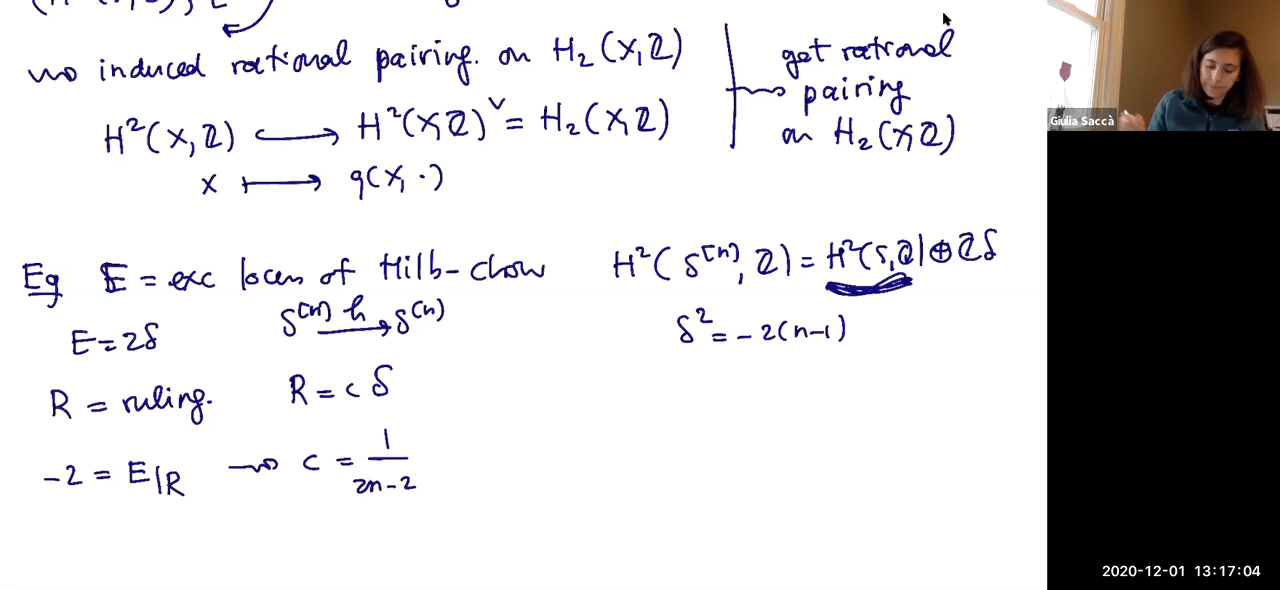 induced rational pairing. on H₂(X,Z)
H²(X,Z) ↪ H²(X,Z)^∨ = H₂(X,Z)
x ↦ q(x, ·)
get rational
pairing
on H₂(X,Z)
Giulia Saccà
Eg E = exc locus of Hilb-chow
S^[n] h→ S^(n)
E = 2δ
R = ruling. R = c δ
-2 = E|R ⇝ c = 1/(2n-2)
H²(S^[n], Z) = H²(S,Z) ⊕ Zδ
δ² = -2(n-1)
2020-12-01 13:17:04